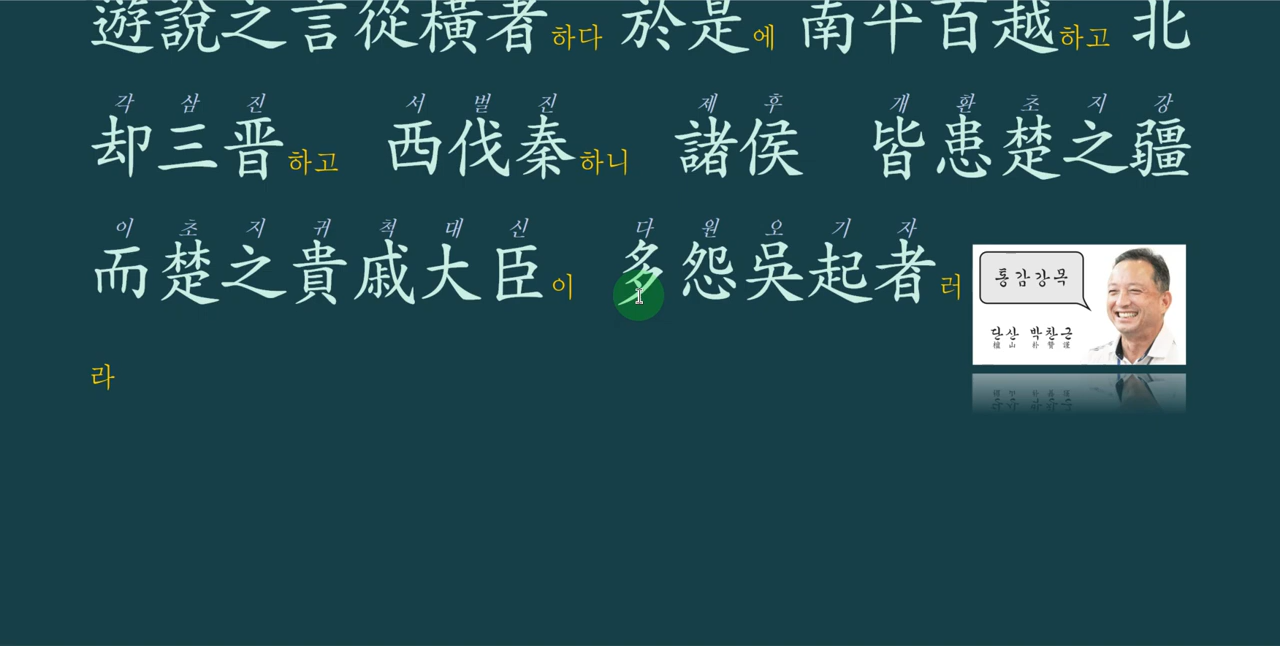 遊說之言從橫者하다 於是에 南平百越하고 北
각삼진 서벌진 제후 개환초지강
却三晋하고 西伐秦하니 諸侯 皆患楚之疆
이초지귀척대신 다원오기자
而楚之貴戚大臣이 多怨吳起者러
라
통감강목
단산 박찬근
檀山 朴贊謹